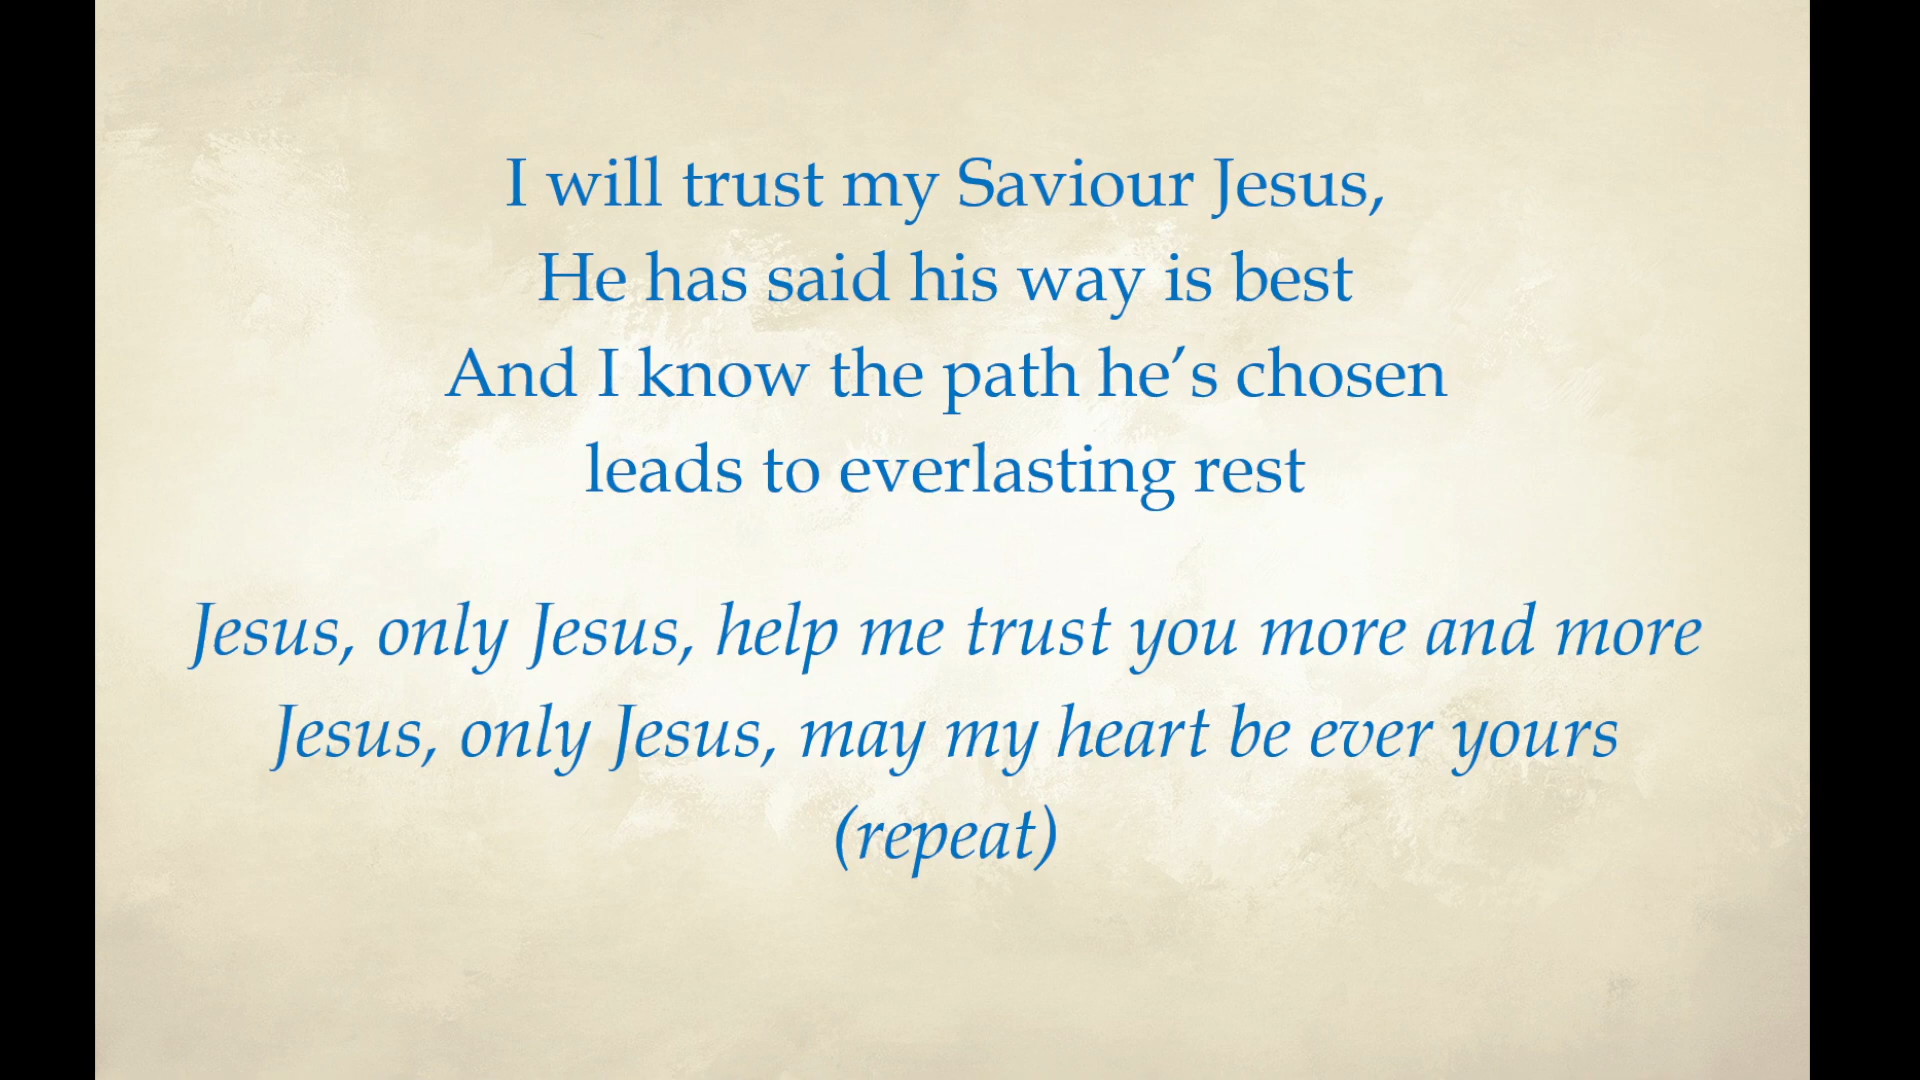 I will trust my Saviour Jesus,
He has said his way is best
And I know the path he’s chosen
leads to everlasting rest
Jesus, only Jesus, help me trust you more and more
Jesus, only Jesus, may my heart be ever yours
(repeat)